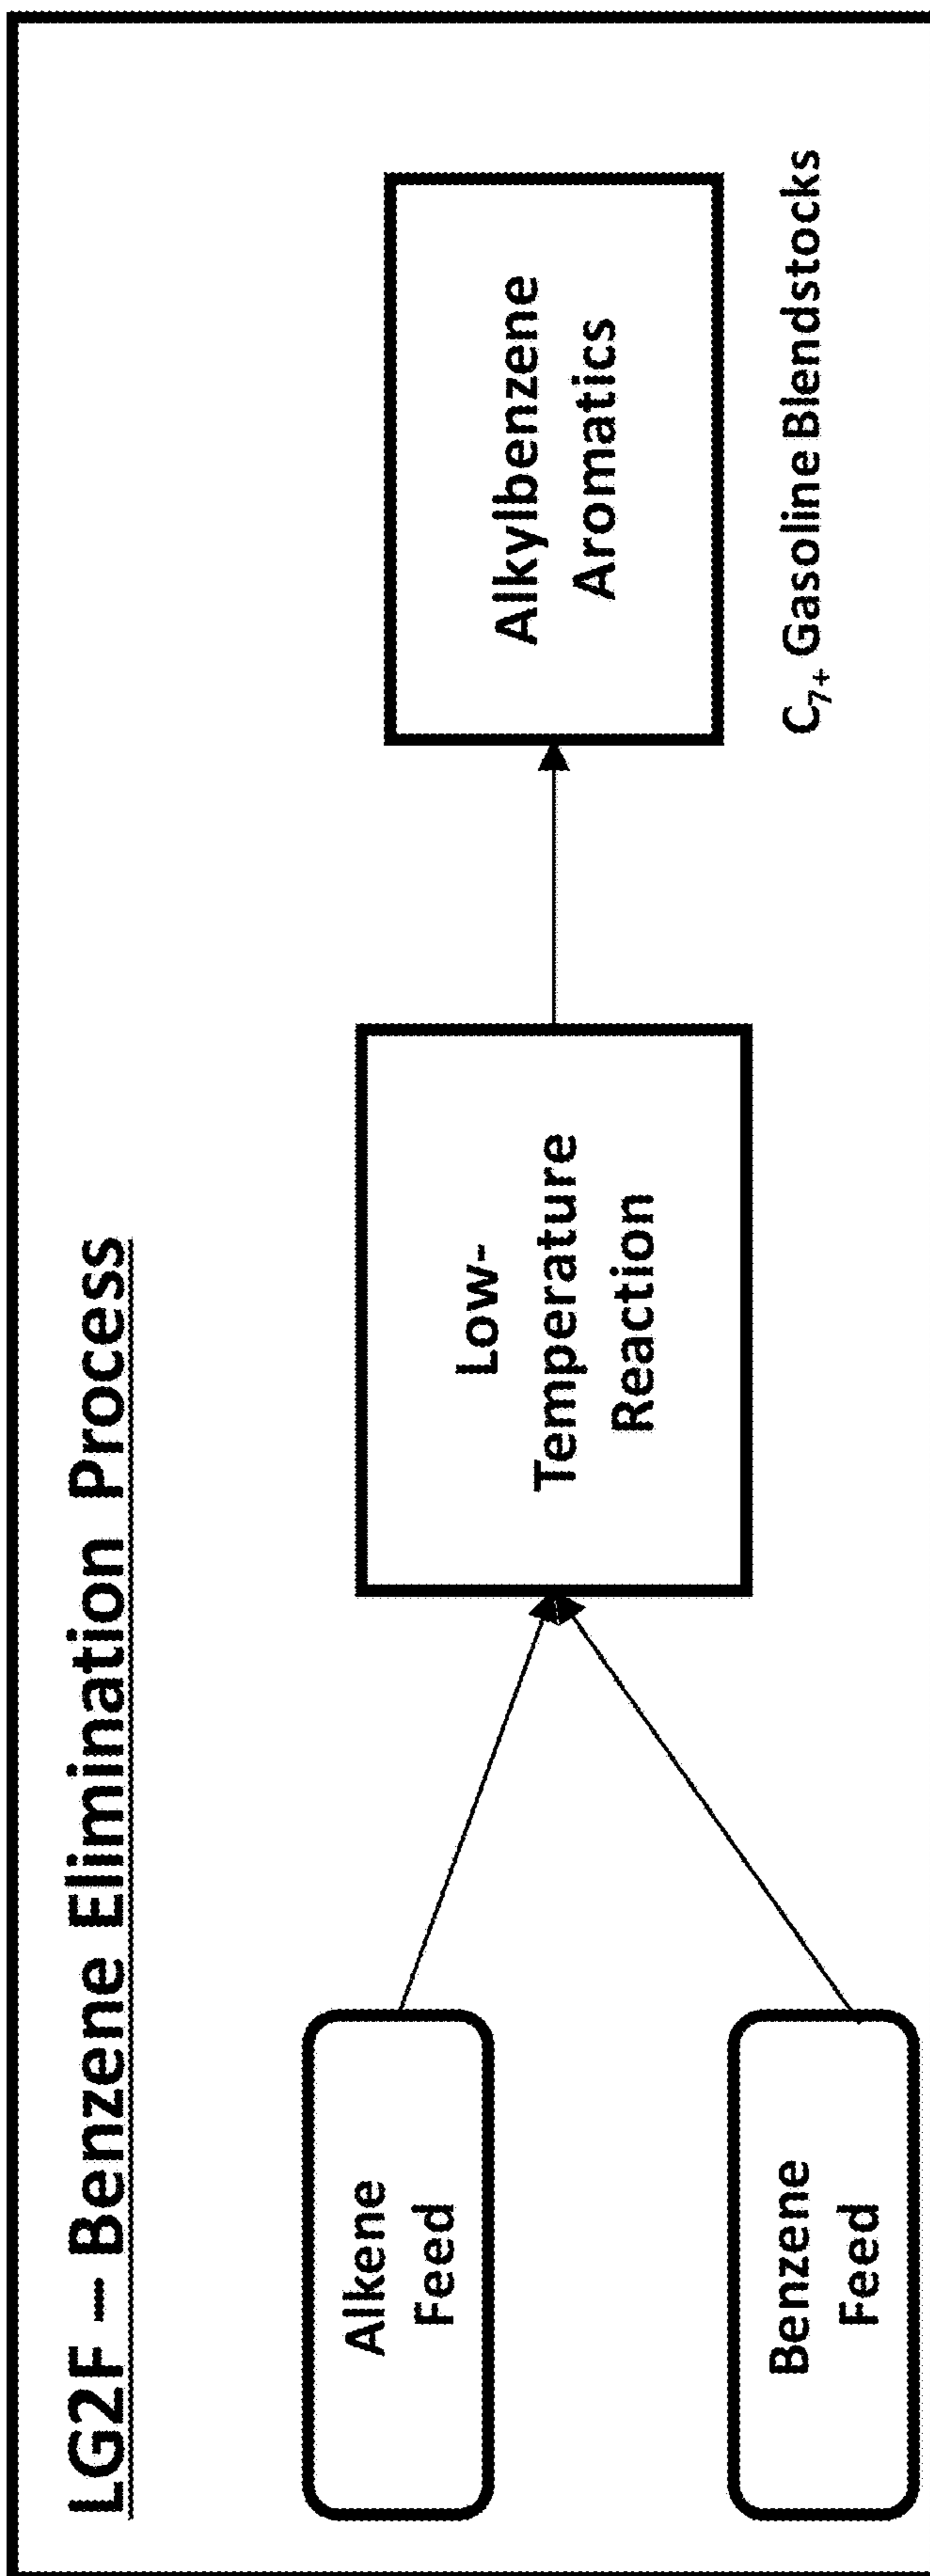 LG2F – Benzene Elimination Process
Alkene
Feed
Benzene
Feed
Low-
Temperature
Reaction
Alkylbenzene
Aromatics
C₇₊ Gasoline Blendstocks